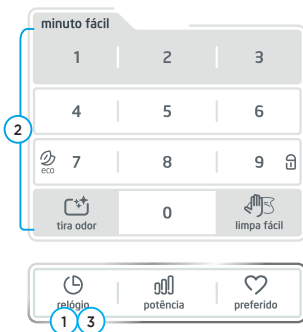 minuto fácil
1 2 3
2
4 5 6
eco 7 8 9
tira odor 0 limpa fácil
relógio potência preferido
1 3